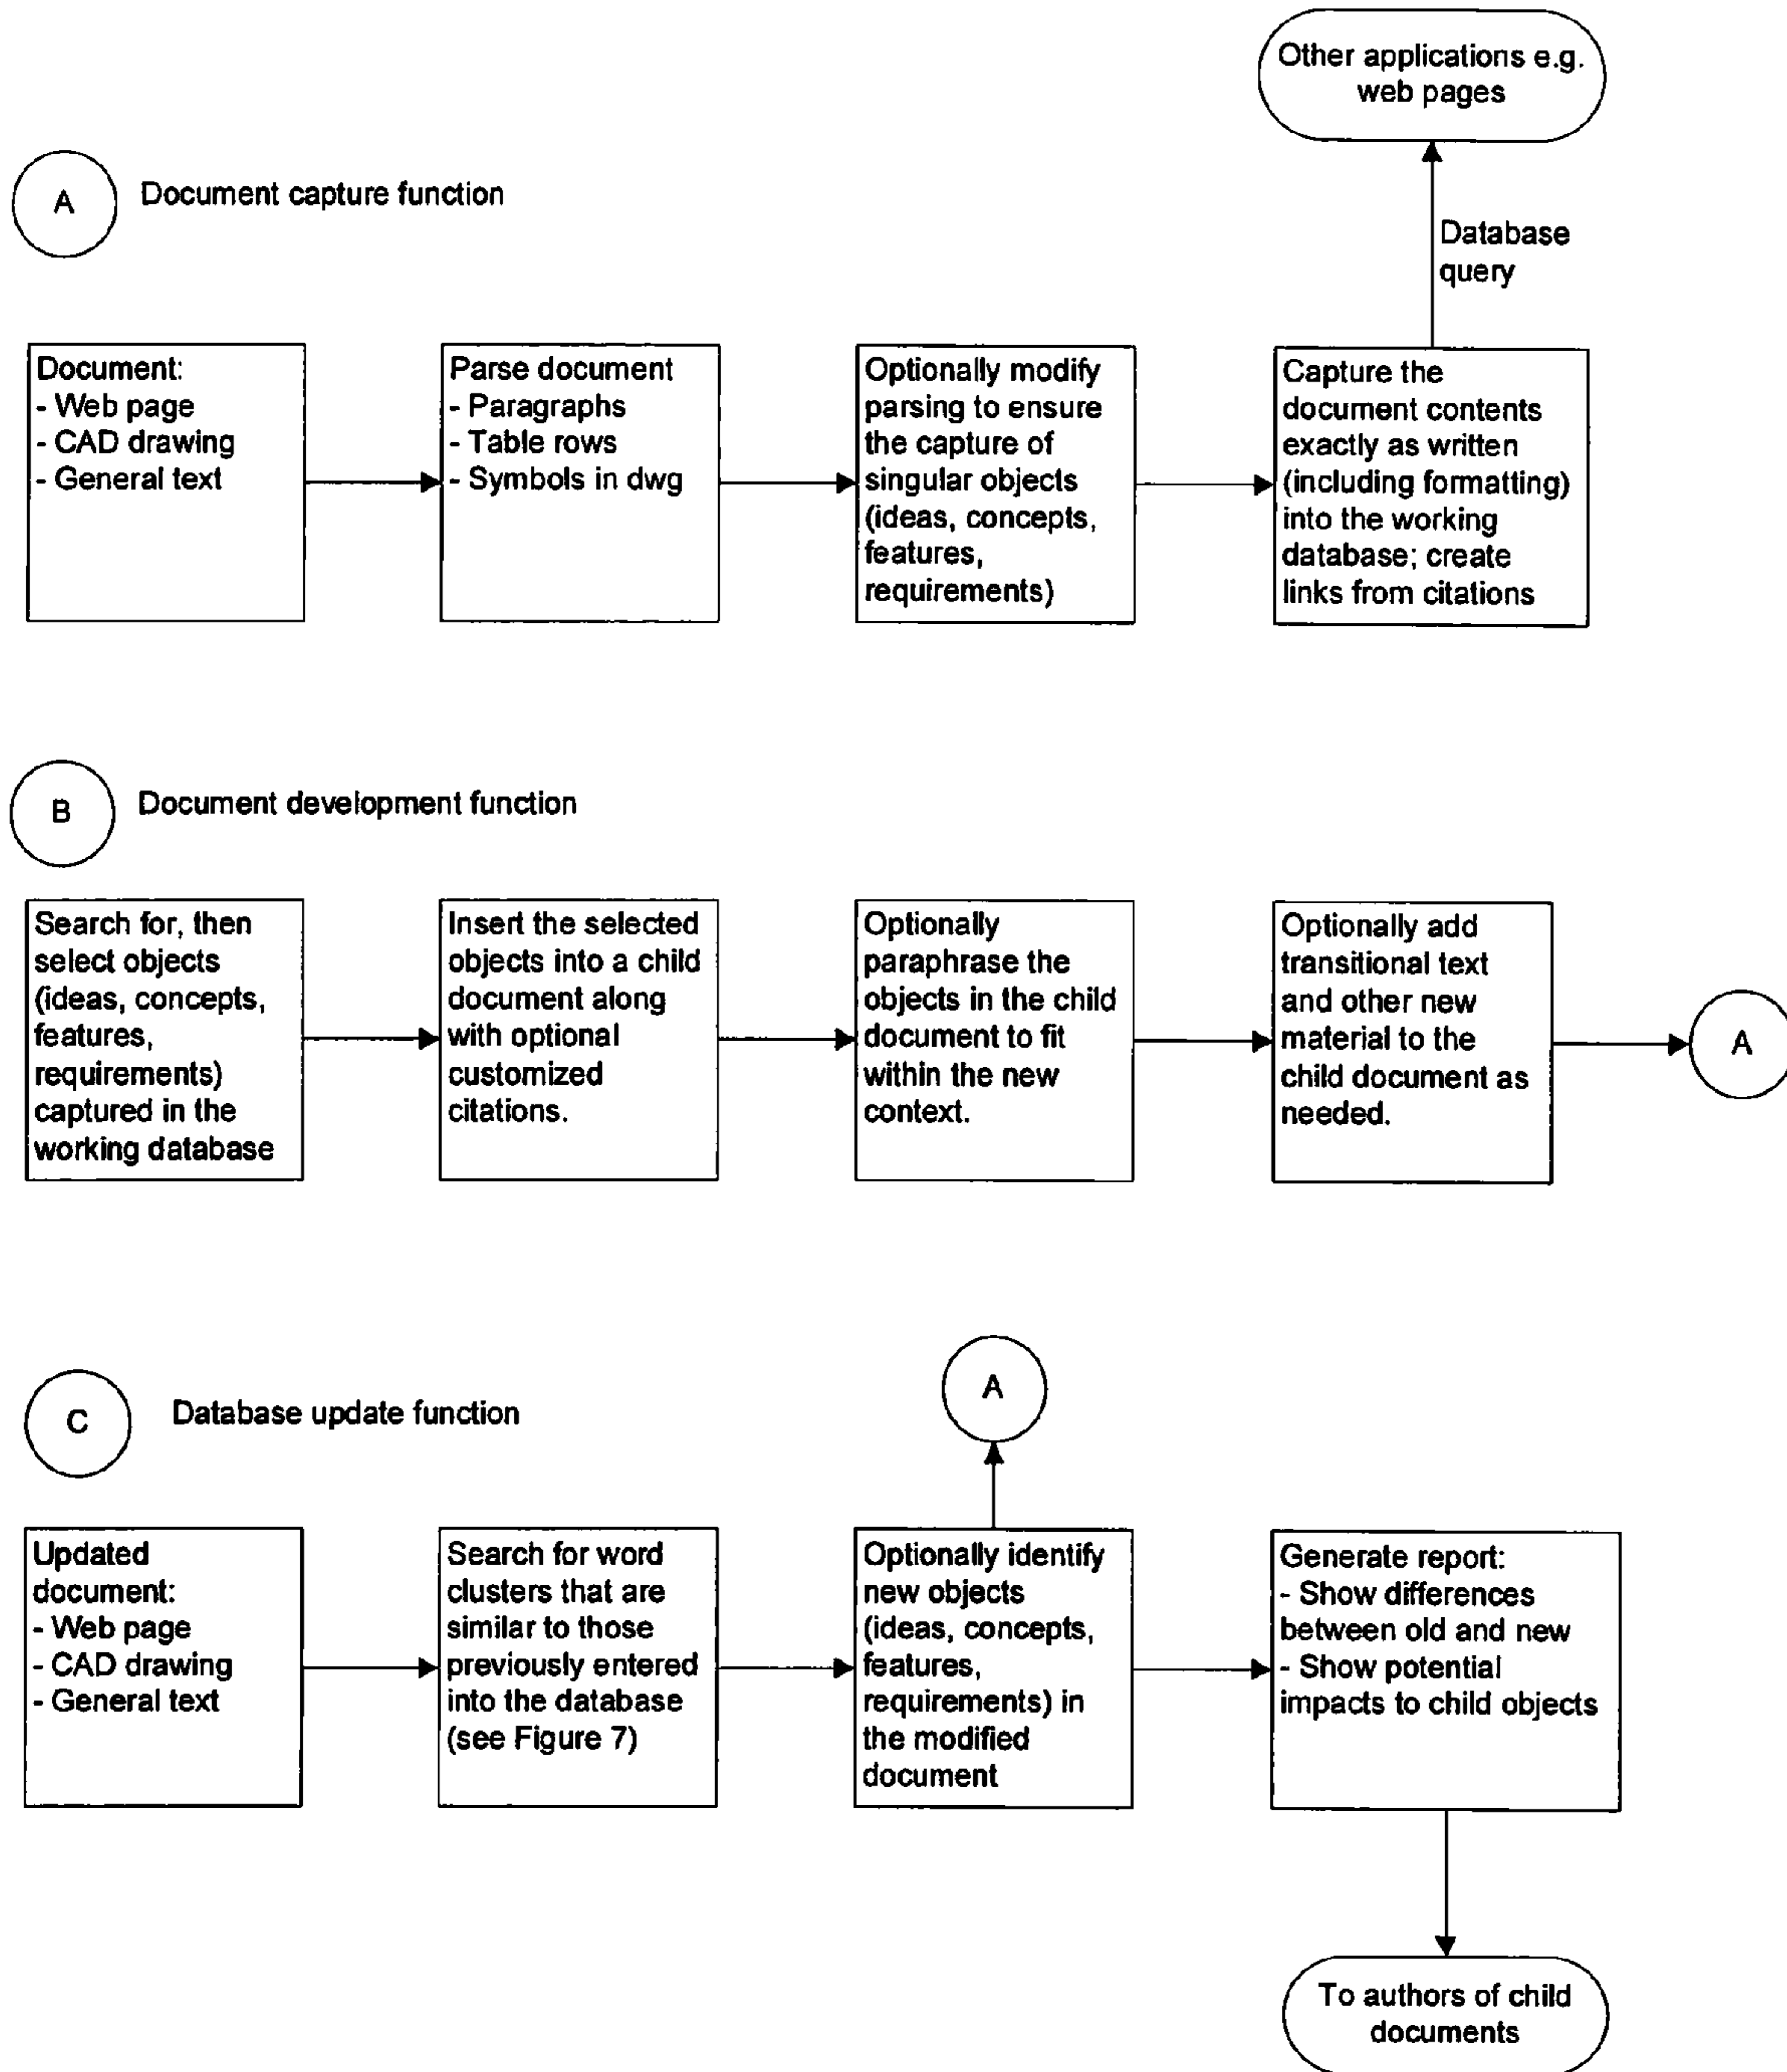 Other applications e.g.
web pages
A
Document capture function
Database
query
Document:
- Web page
- CAD drawing
- General text
Parse document
- Paragraphs
- Table rows
- Symbols in dwg
Optionally modify
parsing to ensure
the capture of
singular objects
(ideas, concepts,
features,
requirements)
Capture the
document contents
exactly as written
(including formatting)
into the working
database; create
links from citations
B
Document development function
Search for, then
select objects
(ideas, concepts,
features,
requirements)
captured in the
working database
Insert the selected
objects into a child
document along
with optional
customized
citations.
Optionally
paraphrase the
objects in the child
document to fit
within the new
context.
Optionally add
transitional text
and other new
material to the
child document as
needed.
A
C
Database update function
A
Updated
document:
- Web page
- CAD drawing
- General text
Search for word
clusters that are
similar to those
previously entered
into the database
(see Figure 7)
Optionally identify
new objects
(ideas, concepts,
features,
requirements) in
the modified
document
Generate report:
- Show differences
between old and new
- Show potential
impacts to child objects
To authors of child
documents